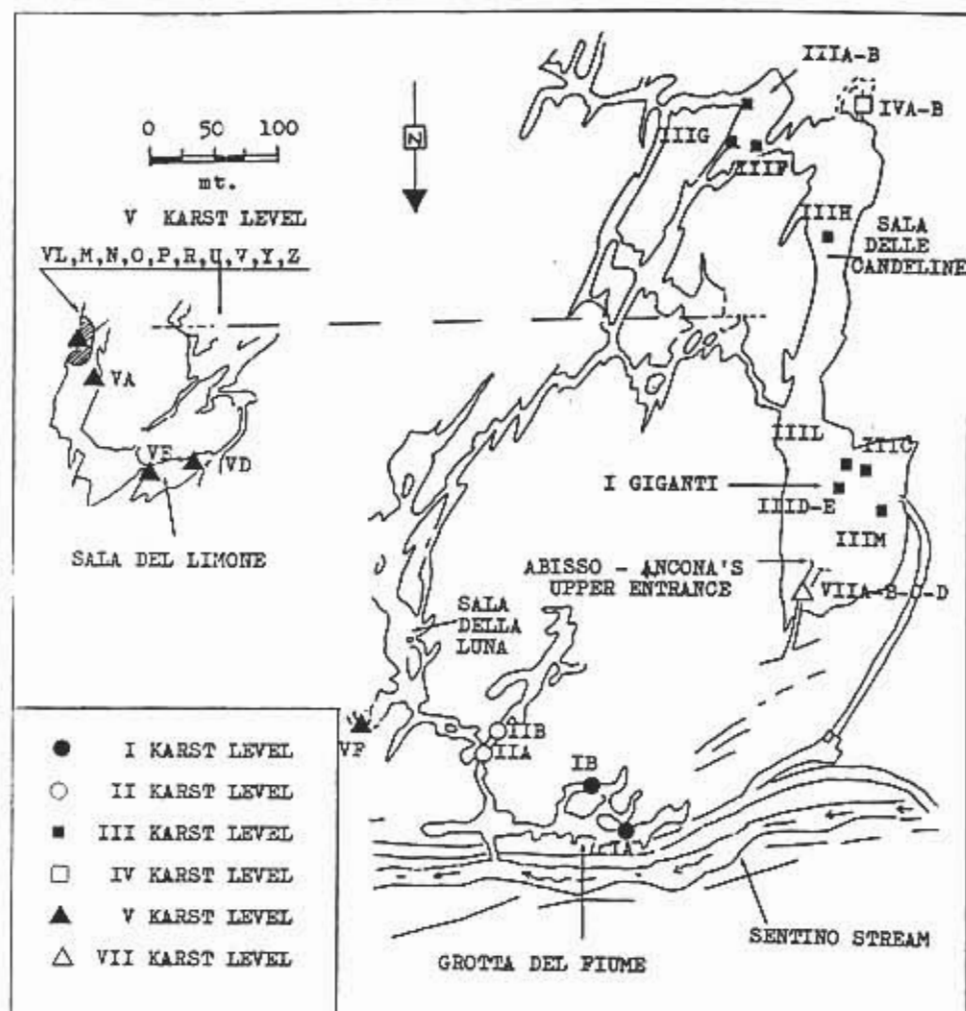 IIIA-B
0 50 100
mt.
N
IVA-B
IIIG
IIIF
V KARST LEVEL
VL,M,N,O,P,R,U,V,Y,Z
IIIH
SALA
DELLE
CANDELINE
VA
VE
VD
SALA DEL LIMONE
IIIL
IIIC
I GIGANTI
IIID-E
IIIM
ABISSO - ANCONA'S
UPPER ENTRANCE
VIIA-B-C-D
SALA
DELLA
LUNA
VF
IIB
IIA
IB
IA
SENTINO STREAM
GROTTA DEL FIUME
I KARST LEVEL
II KARST LEVEL
III KARST LEVEL
IV KARST LEVEL
V KARST LEVEL
VII KARST LEVEL